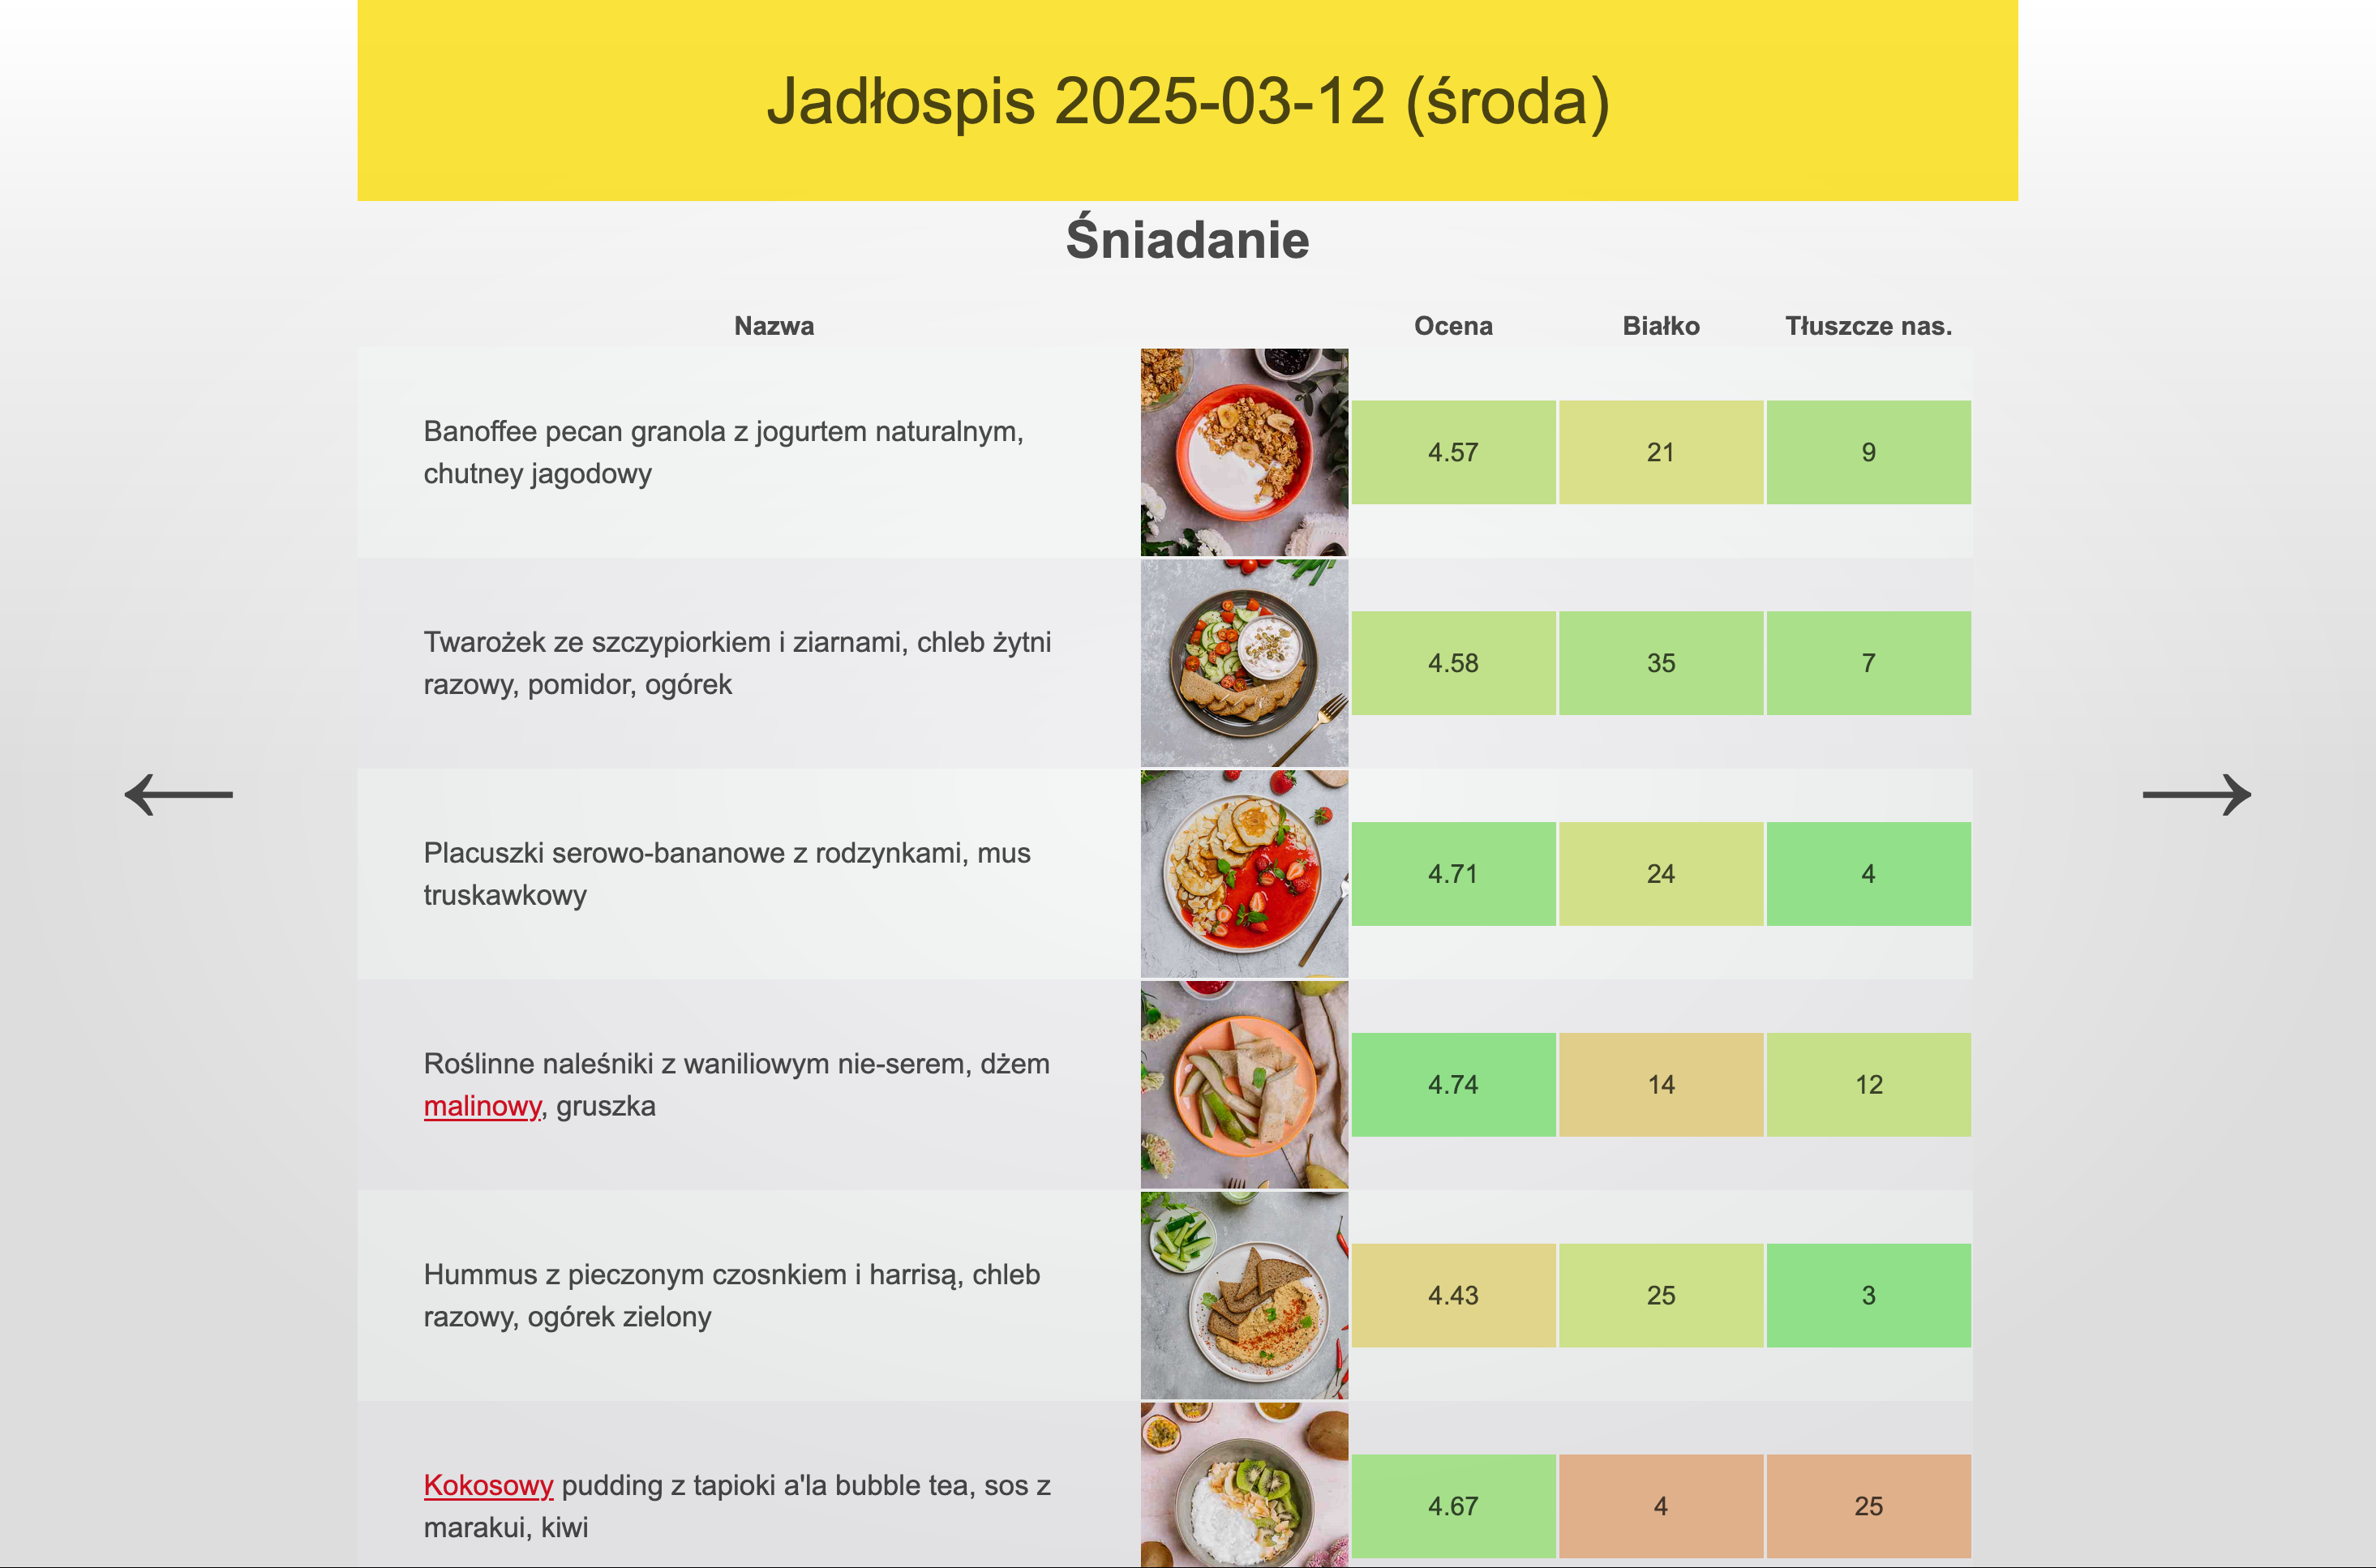 Jadłospis 2025-03-12 (środa)
Śniadanie
Nazwa Ocena Białko Tłuszcze nas.
Banoffee pecan granola z jogurtem naturalnym,
chutney jagodowy
4.57 21 9
Twarożek ze szczypiorkiem i ziarnami, chleb żytni
razowy, pomidor, ogórek
4.58 35 7
Placuszki serowo-bananowe z rodzynkami, mus
truskawkowy
4.71 24 4
Roślinne naleśniki z waniliowym nie-serem, dżem
malinowy, gruszka
4.74 14 12
Hummus z pieczonym czosnkiem i harrisą, chleb
razowy, ogórek zielony
4.43 25 3
Kokosowy pudding z tapioki a'la bubble tea, sos z
marakui, kiwi
4.67 4 25
← →